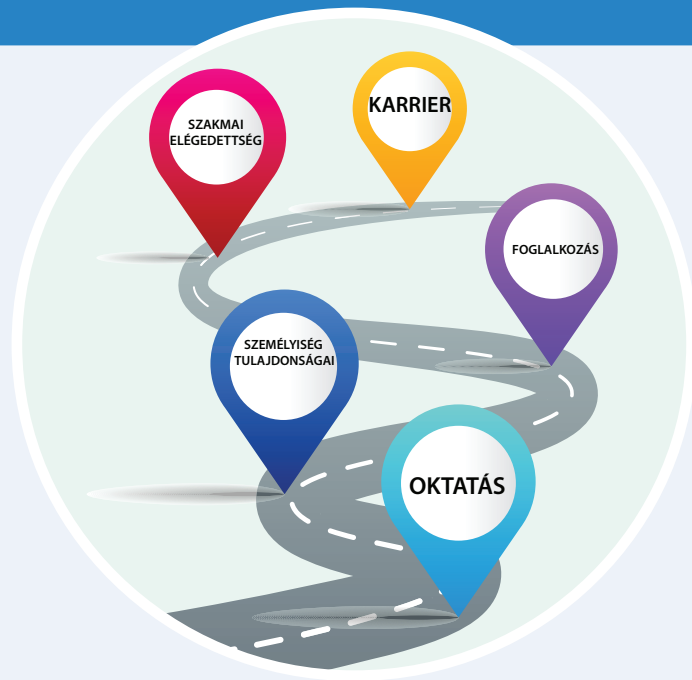 KARRIER
SZAKMAI
ELÉGEDETTSÉG
FOGLALKOZÁS
SZEMÉLYISÉG
TULAJDONSÁGAI
OKTATÁS